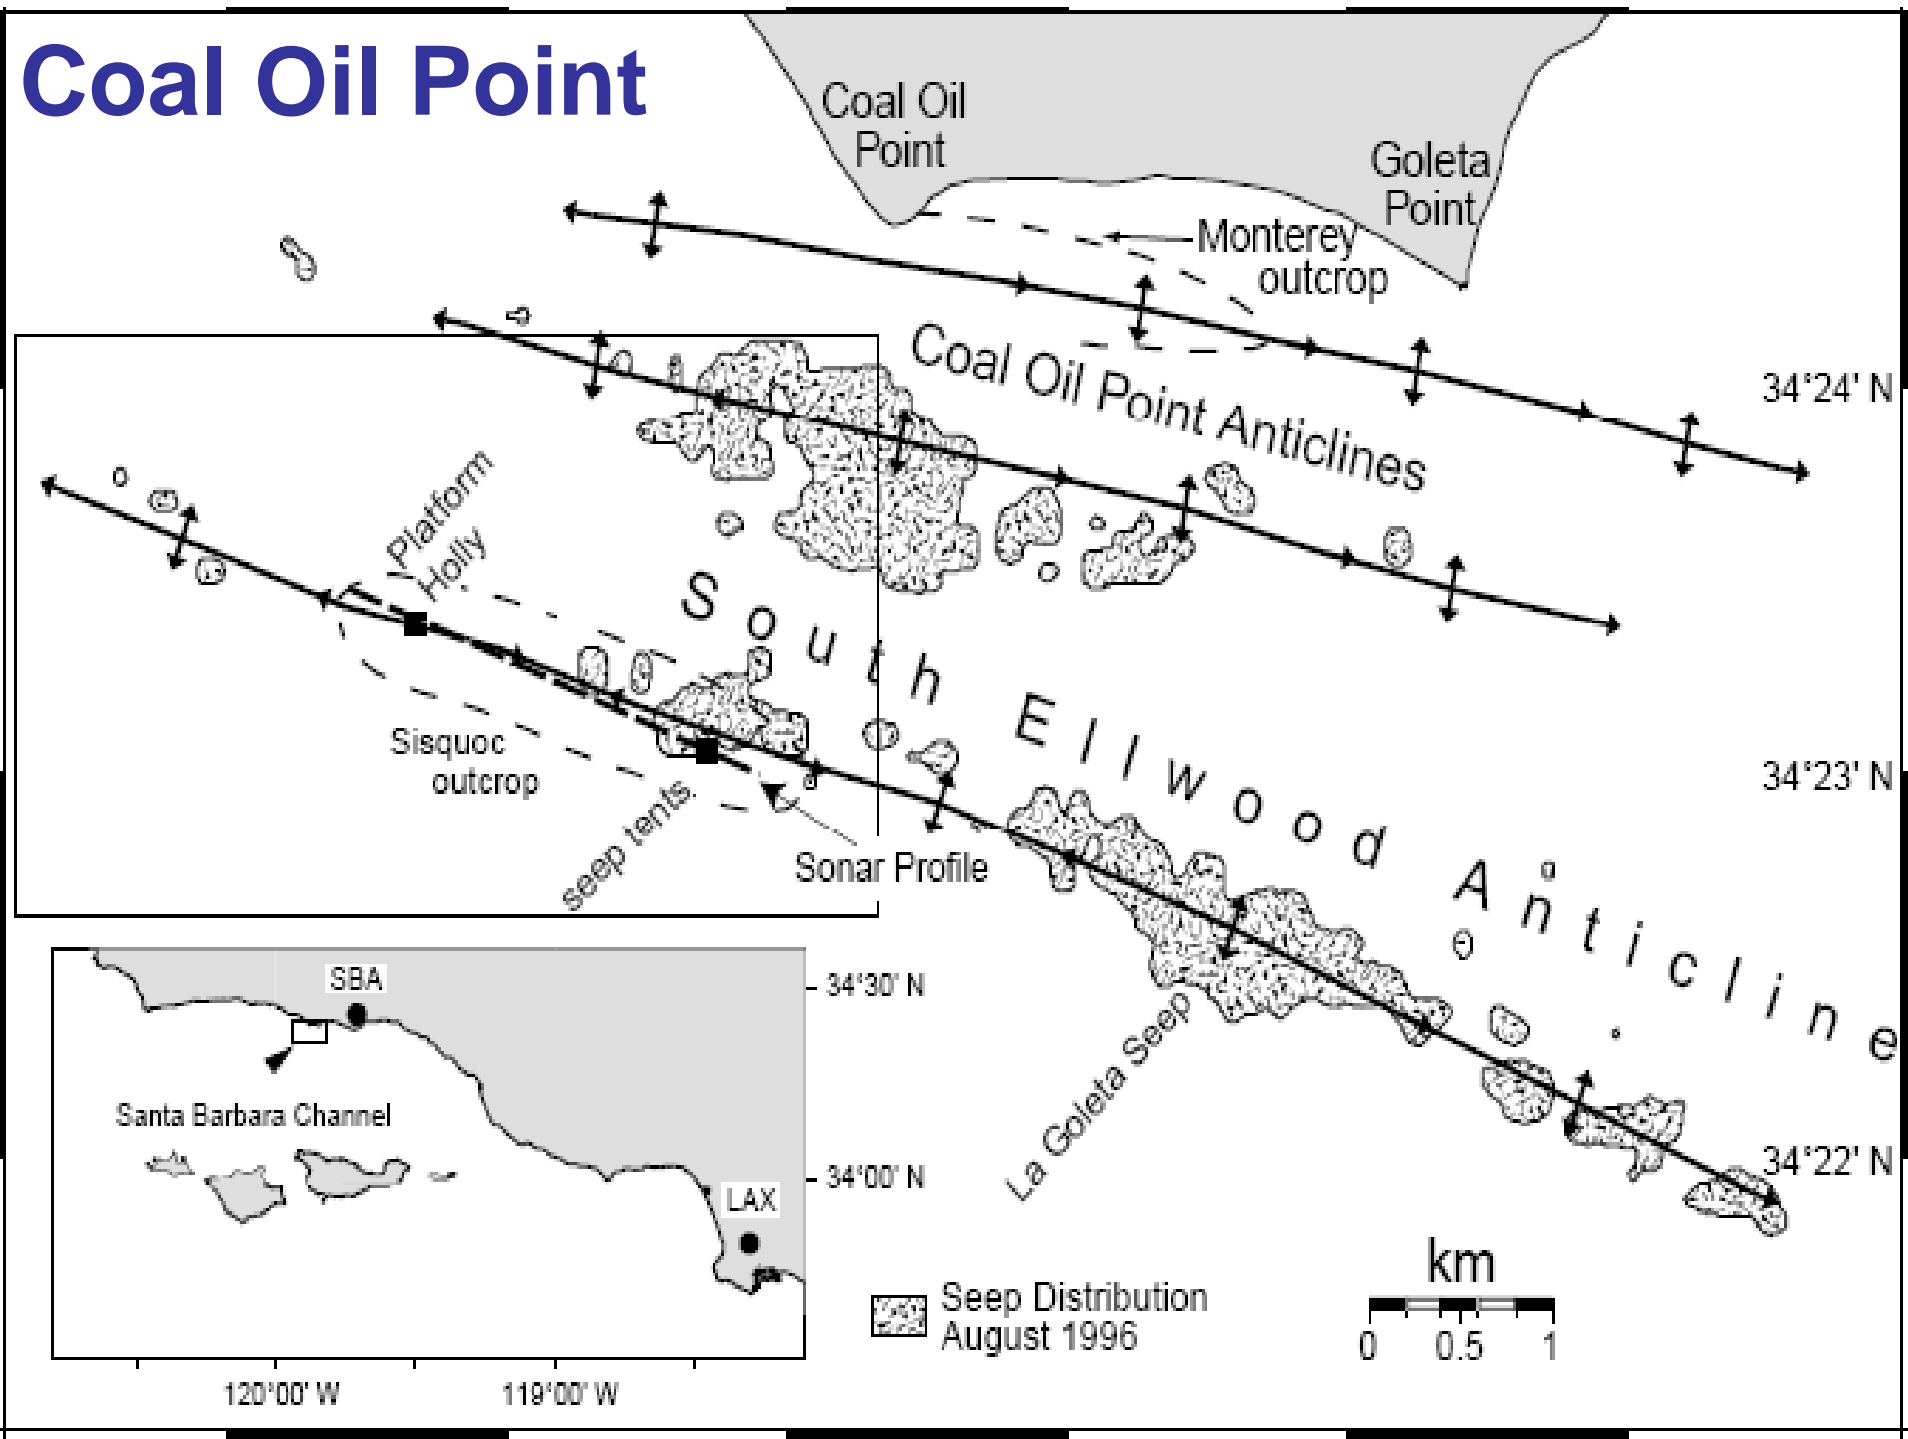 Coal Oil Point
Coal Oil
Point
Goleta
Point
Monterey
outcrop
Coal Oil Point Anticlines
34°24' N
Platform
Holly
South Ellwood Anticline
Sisquoc
outcrop
seep tents
Sonar Profile
34°23' N
La Goleta Seep
34°22' N
SBA
34°30' N
Santa Barbara Channel
34°00' N
LAX
120°00' W
119°00' W
Seep Distribution
August 1996
km
0 0.5 1